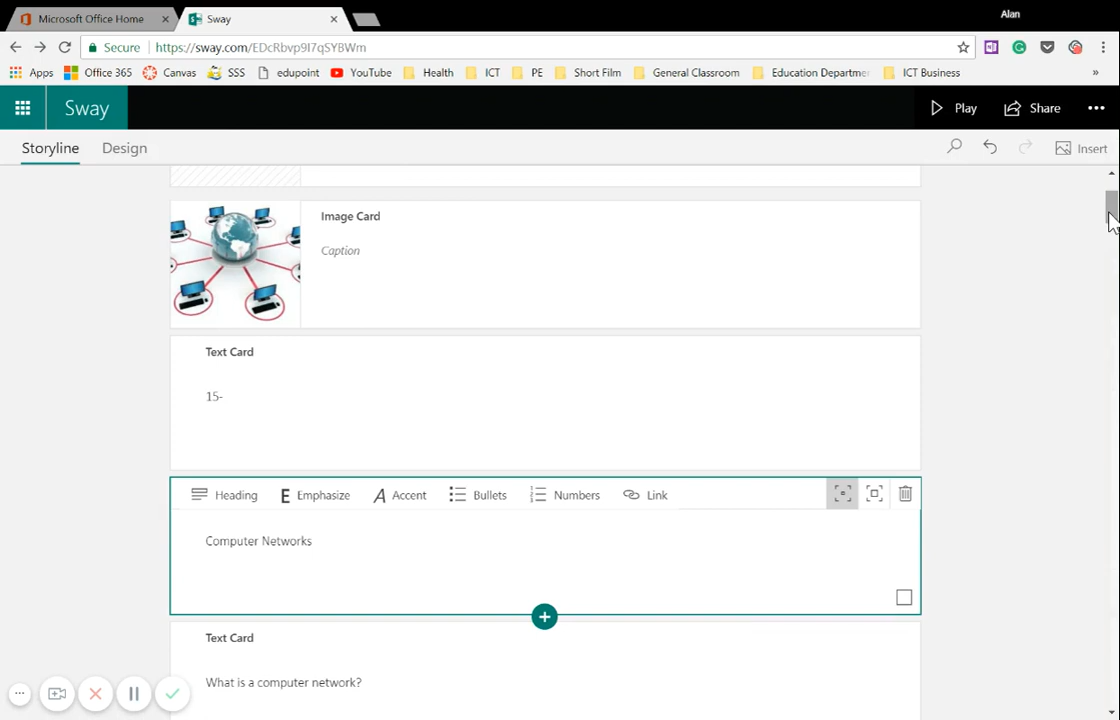 Alan
Microsoft Office Home
Sway
Secure https://sway.com/EDcRbvp9I7qSYBWm
Apps Office 365 Canvas SSS edupoint YouTube Health ICT PE Short Film General Classroom Education Departme ICT Business »
Sway Play Share
Storyline Design Insert
Image Card
Caption
Text Card
15-
Heading E Emphasize A Accent Bullets Numbers Link
Computer Networks
Text Card
What is a computer network?